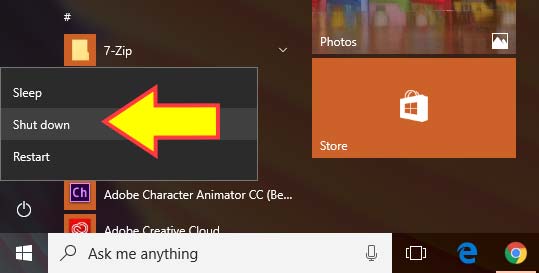 #
7-Zip
Photos
Sleep
Shut down
Restart
Store
Ch
Adobe Character Animator CC (Be...
Adobe Creative Cloud
Ask me anything